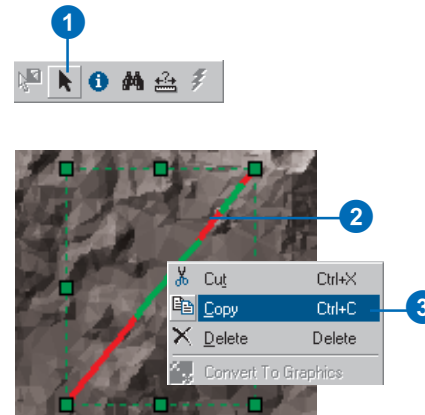 1
2
Cut Ctrl+X
Copy Ctrl+C
3
Delete Delete
Convert To Graphics